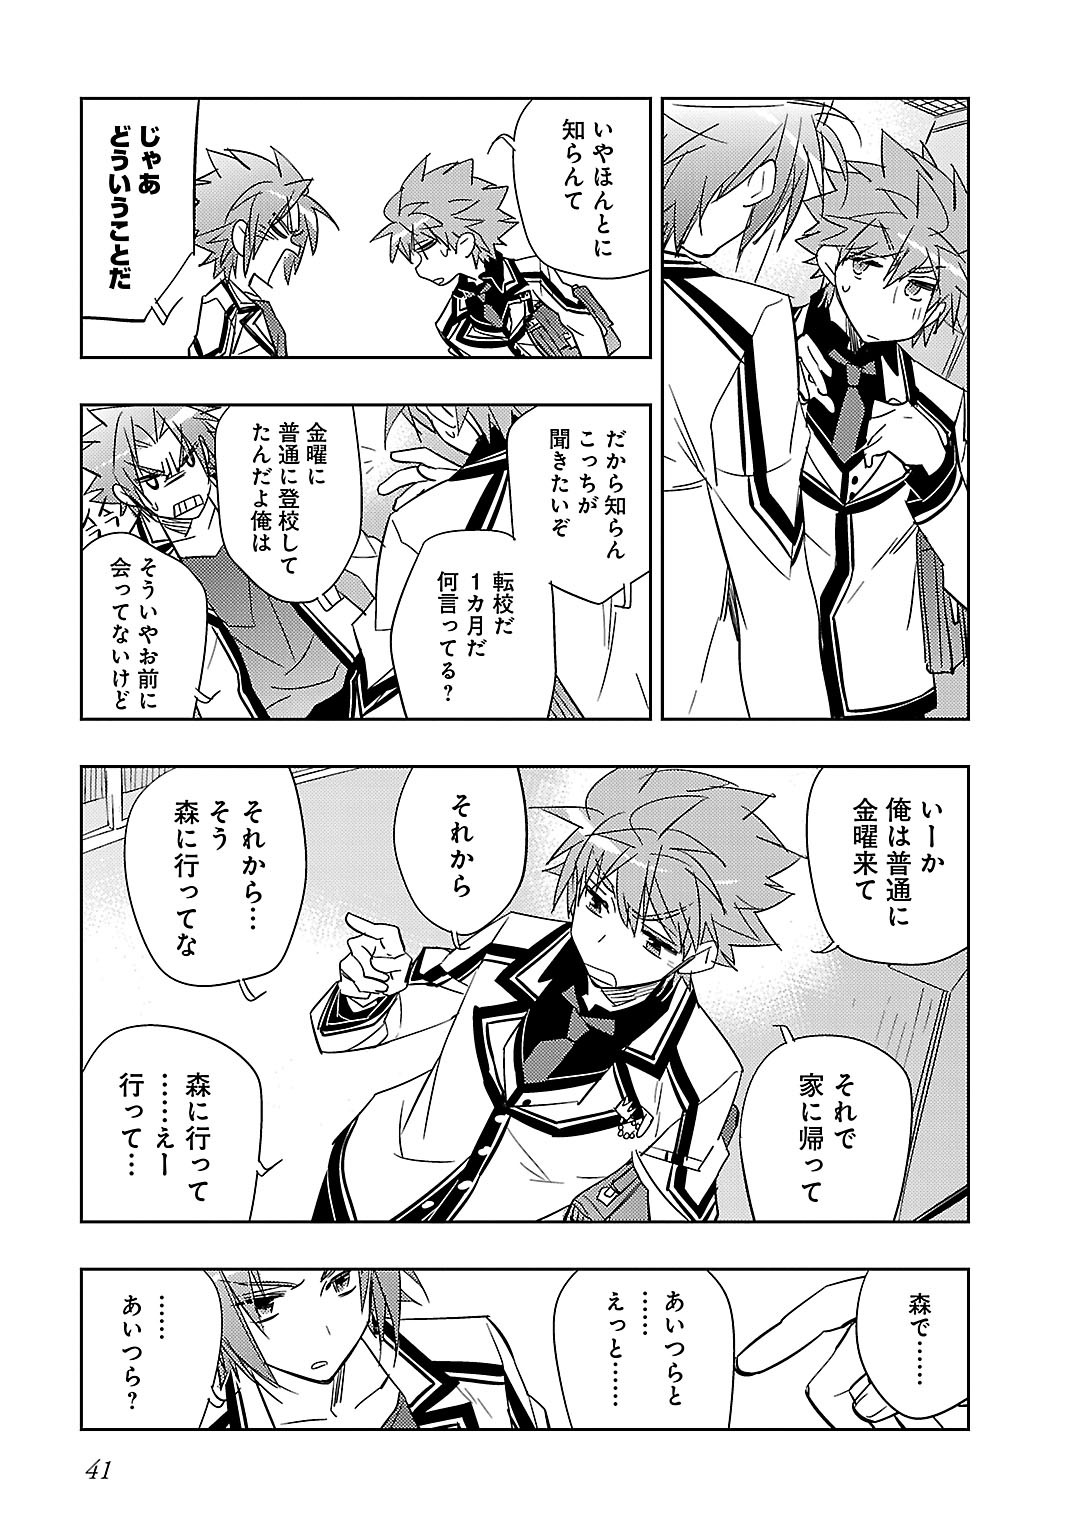 いやほんとに
知らんて
じゃあ
どういうことだ
だから知らん
こっちが
聞きたいぞ
転校だ
1カ月だ
何言ってる?
金曜に
普通に登校して
たんだよ俺は
そういやお前に
会ってないけど
いーか
俺は普通に
金曜来て
それで
家に帰って
それから
それから…
そう
森に行ってな
森に行って
……えー
行って…
森で……
あいつらと
……
えっと……
……
あいつら?
41